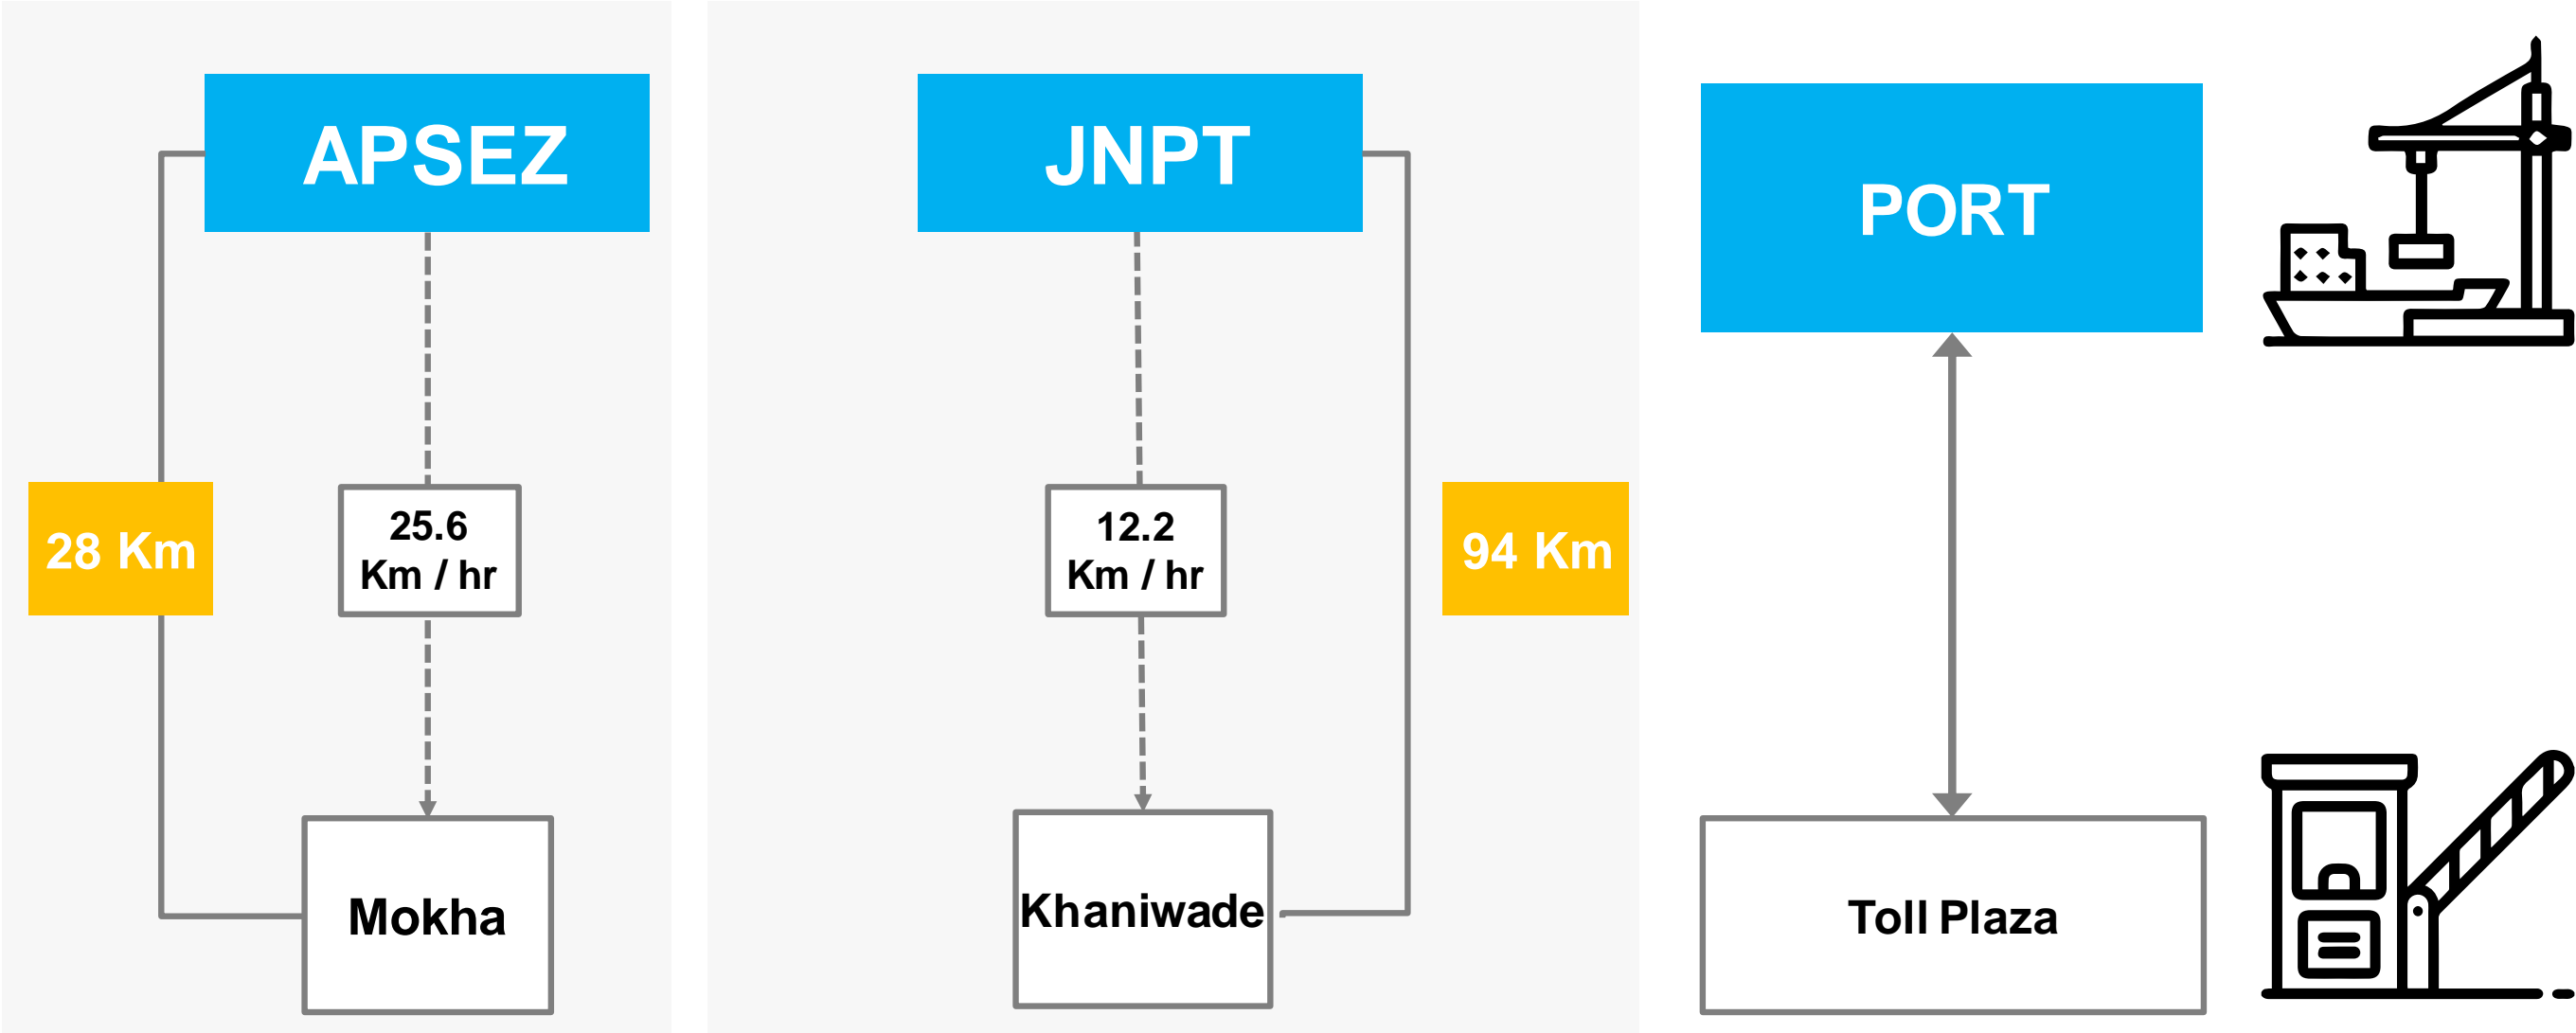 APSEZ
28 Km
25.6
Km / hr
Mokha
JNPT
12.2
Km / hr
94 Km
Khaniwade
PORT
Toll Plaza